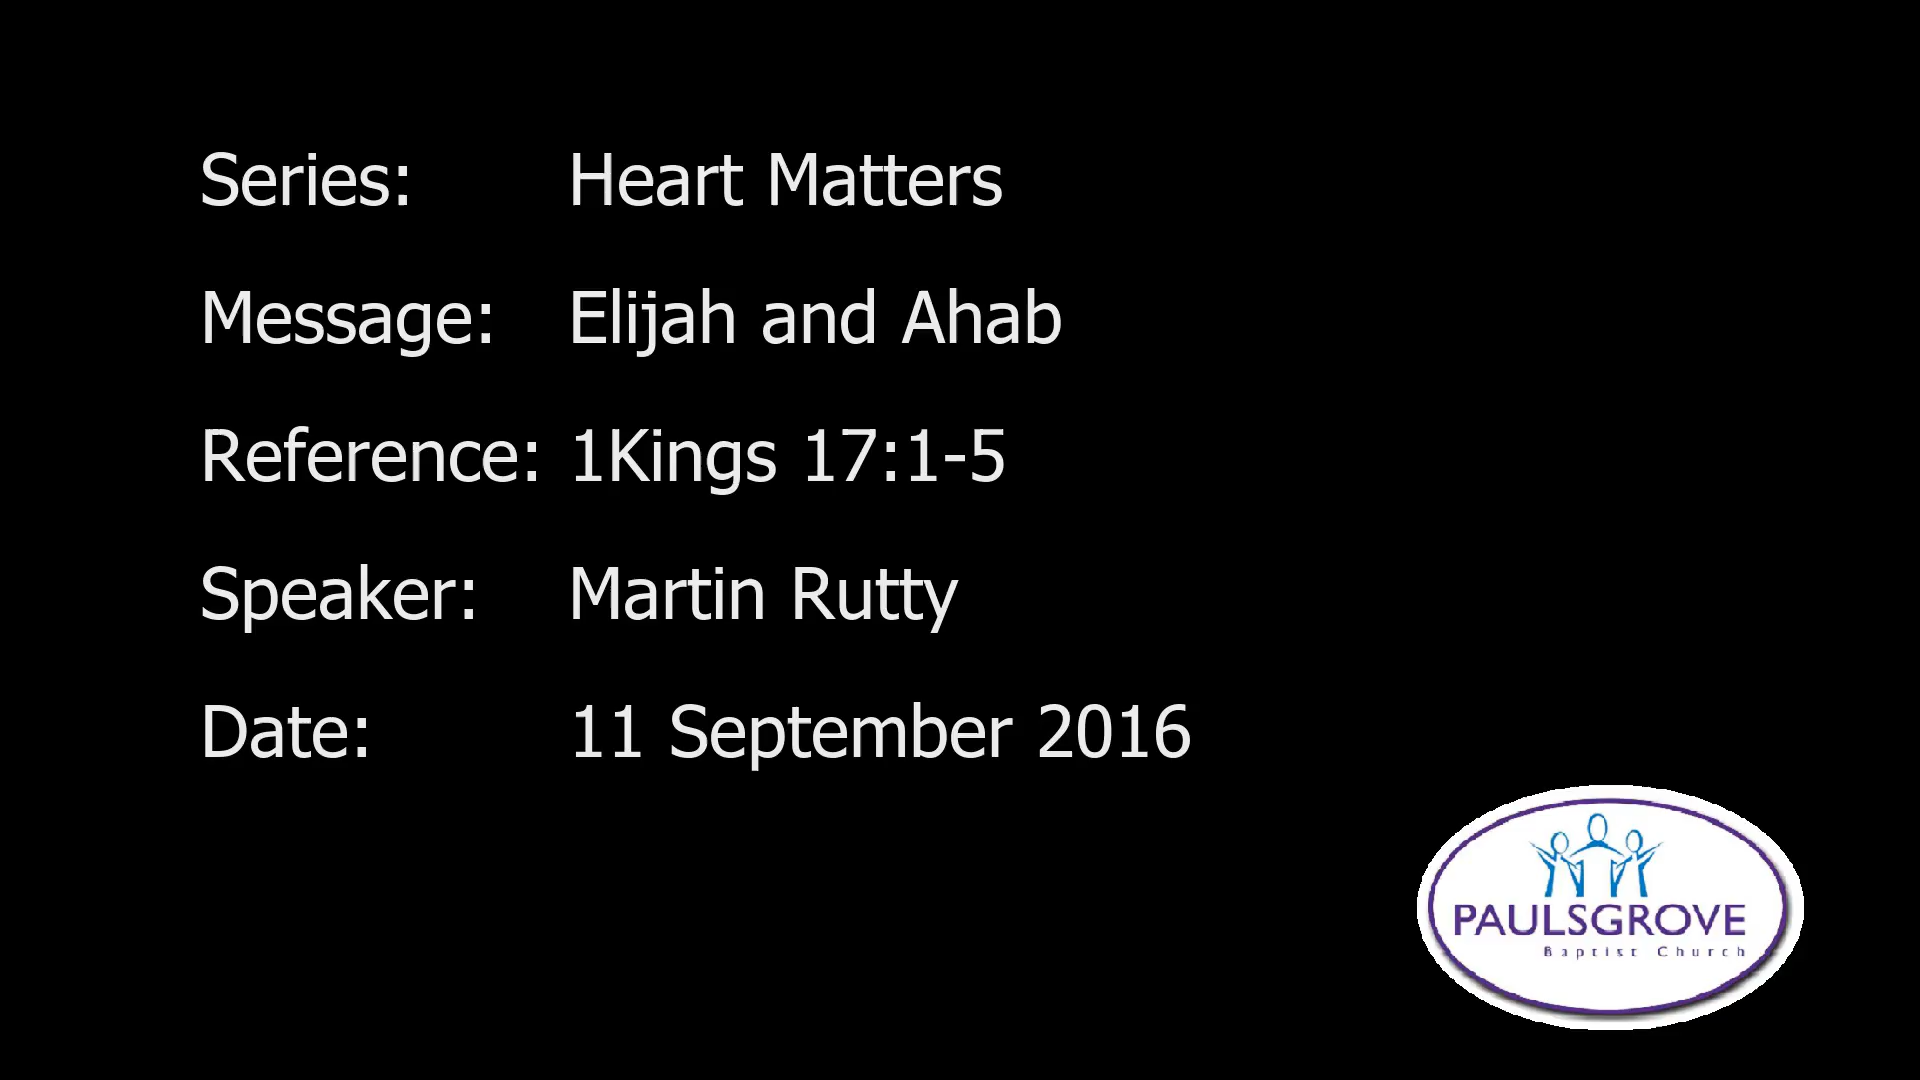 Series: Heart Matters
Message: Elijah and Ahab
Reference: 1Kings 17:1-5
Speaker: Martin Rutty
Date: 11 September 2016
PAULSGROVE
Baptist Church